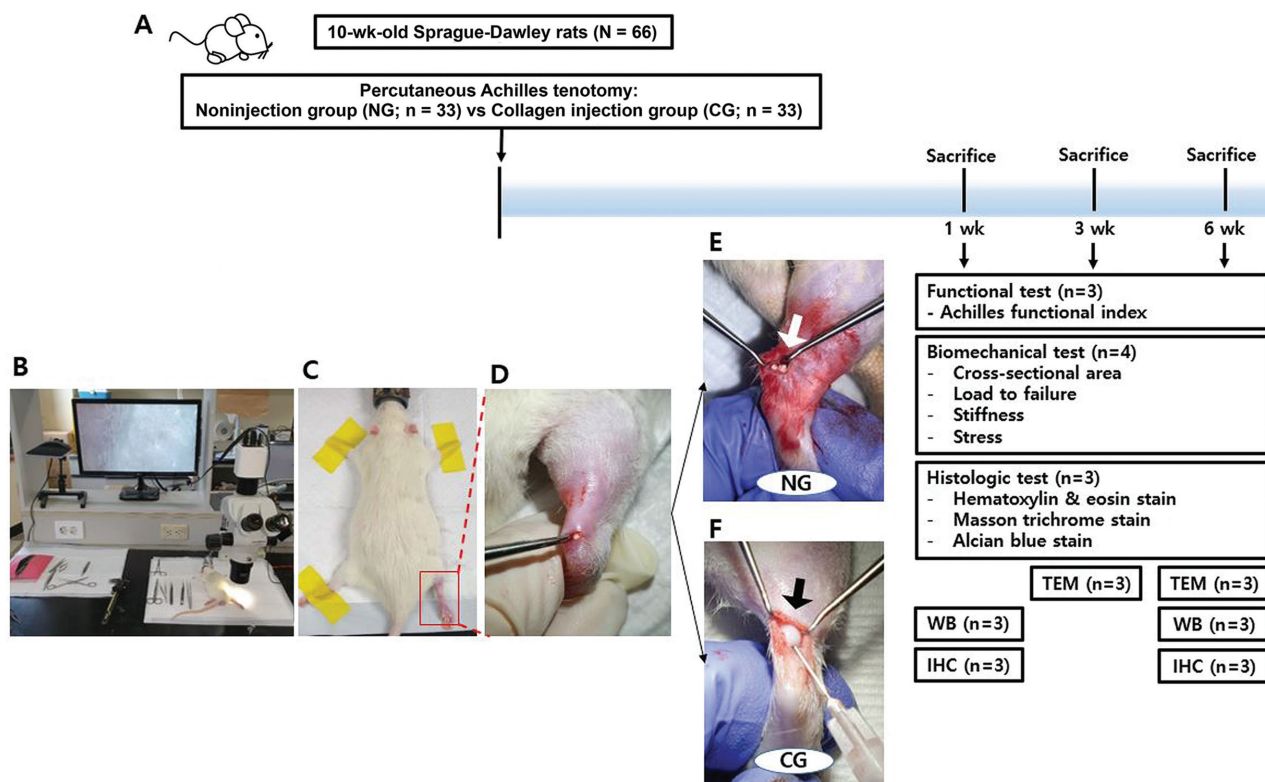 A
10-wk-old Sprague-Dawley rats (N = 66)
Percutaneous Achilles tenotomy:
Noninjection group (NG; n = 33) vs Collagen injection group (CG; n = 33)
Sacrifice
Sacrifice
Sacrifice
1 wk
3 wk
6 wk
B
C
D
E
NG
F
CG
Functional test (n=3)
- Achilles functional index
Biomechanical test (n=4)
- Cross-sectional area
- Load to failure
- Stiffness
- Stress
Histologic test (n=3)
- Hematoxylin & eosin stain
- Masson trichrome stain
- Alcian blue stain
TEM (n=3)
TEM (n=3)
WB (n=3)
WB (n=3)
IHC (n=3)
IHC (n=3)